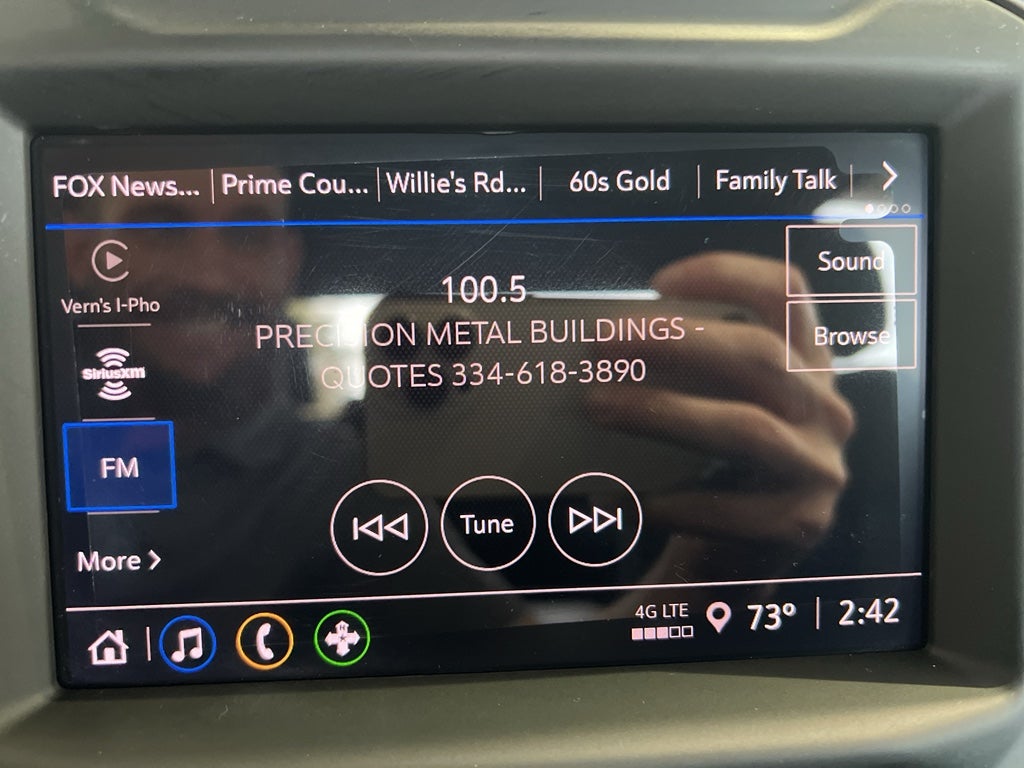 FOX News... Prime Cou... Willie's Rd... 60s Gold Family Talk
Vern's I-Pho
SiriusXM
FM
More
100.5
PRECISION METAL BUILDINGS -
QUOTES 334-618-3890
Tune
Sound
Browse
4G LTE
73° 2:42